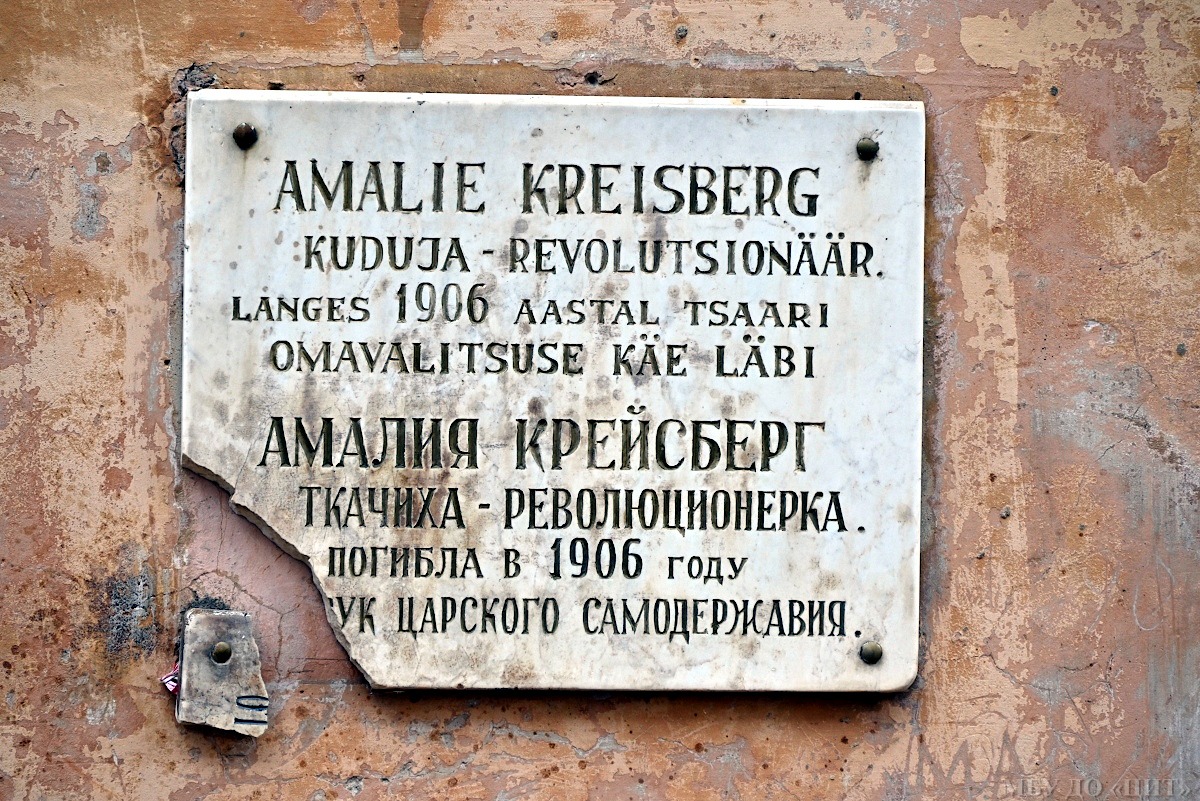 AMALIE KREISBERG
KUDUJA - REVOLUTSIONÄÄR.
LANGES 1906 AASTAL TSAARI
OMAVALITSUSE KÄE LÄBI
АМАЛИЯ КРЕЙСБЕРГ
ТКАЧИХА - РЕВОЛЮЦИОНЕРКА.
ПОГИБЛА В 1906 ГОДУ
УК ЦАРСКОГО САМОДЕРЖАВИЯ.